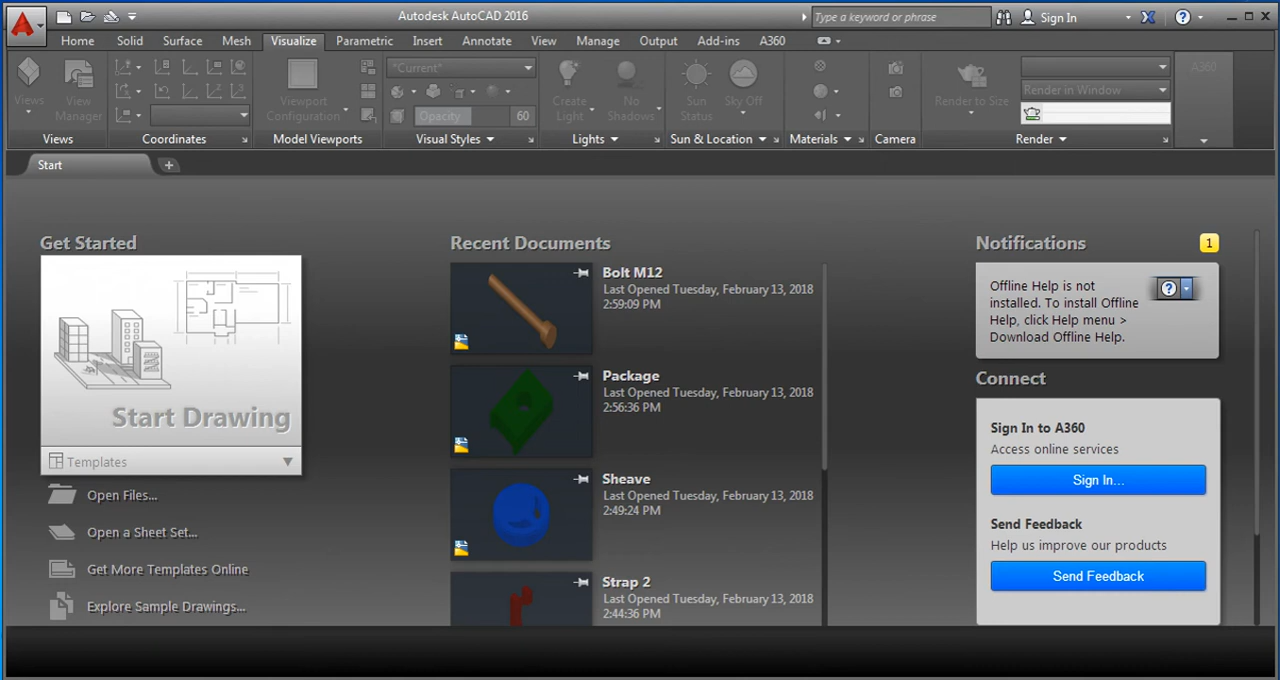 Autodesk AutoCAD 2016
Type a keyword or phrase
Sign In
Home Solid Surface Mesh Visualize Parametric Insert Annotate View Manage Output Add-ins A360
Views
View
Manager
Viewport
Configuration
"Current"
Opacity 60
Create
Light
No
Shadows
Sun
Status
Sky Off
Render to Size
Render in Window
A360
Views Coordinates Model Viewports Visual Styles Lights Sun & Location Materials Camera Render
Start
Get Started
Start Drawing
Templates
Open Files...
Open a Sheet Set...
Get More Templates Online
Explore Sample Drawings...
Recent Documents
Bolt M12
Last Opened Tuesday, February 13, 2018
2:59:09 PM
Package
Last Opened Tuesday, February 13, 2018
2:56:36 PM
Sheave
Last Opened Tuesday, February 13, 2018
2:49:24 PM
Strap 2
Last Opened Tuesday, February 13, 2018
2:44:36 PM
Notifications 1
Offline Help is not
installed. To install Offline
Help, click Help menu >
Download Offline Help.
Connect
Sign In to A360
Access online services
Sign In...
Send Feedback
Help us improve our products
Send Feedback